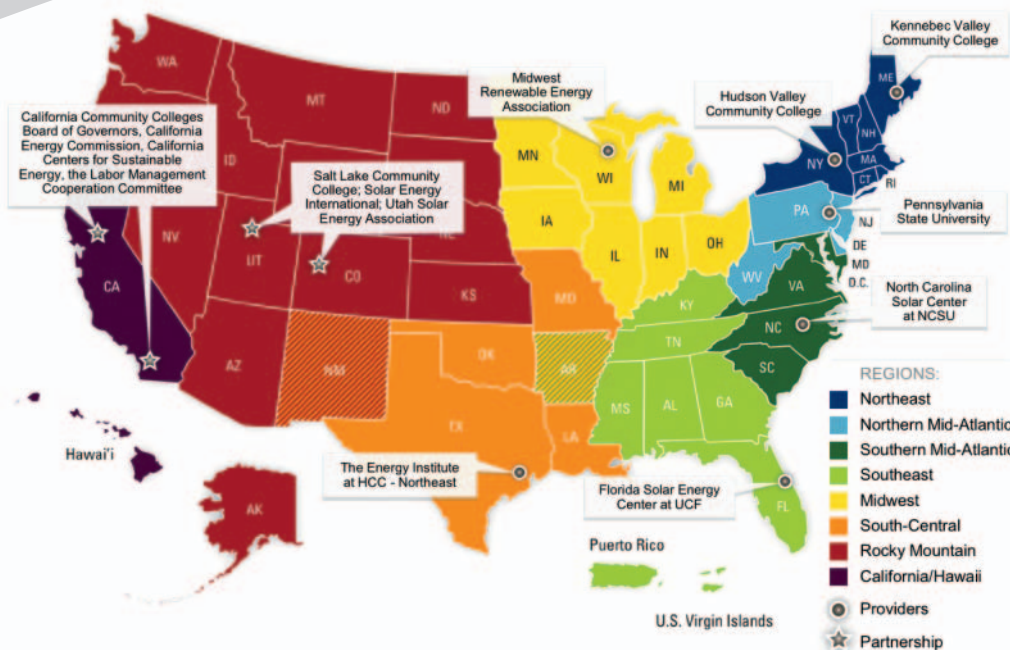 Kennebec Valley
Community College
Midwest
Renewable Energy
Association
Hudson Valley
Community College
California Community Colleges
Board of Governors, California
Energy Commission, California
Centers for Sustainable
Energy, the Labor Management
Cooperation Committee
Salt Lake Community
College; Solar Energy
International; Utah Solar
Energy Association
Pennsylvania
State University
North Carolina
Solar Center
at NCSU
The Energy Institute
at HCC - Northeast
Florida Solar Energy
Center at UCF
WA
MT
ND
ID
NV
UT
CO
NE
KS
AZ
NM
CA
AK
Hawai'i
MN
WI
MI
IA
IL
IN
OH
MO
OK
AR
TX
LA
KY
TN
MS
AL
GA
FL
ME
VT
NH
NY
MA
CT
RI
PA
NJ
DE
MD
D.C.
WV
VA
NC
SC
Puerto Rico
U.S. Virgin Islands
REGIONS:
Northeast
Northern Mid-Atlantic
Southern Mid-Atlantic
Southeast
Midwest
South-Central
Rocky Mountain
California/Hawaii
Providers
Partnership